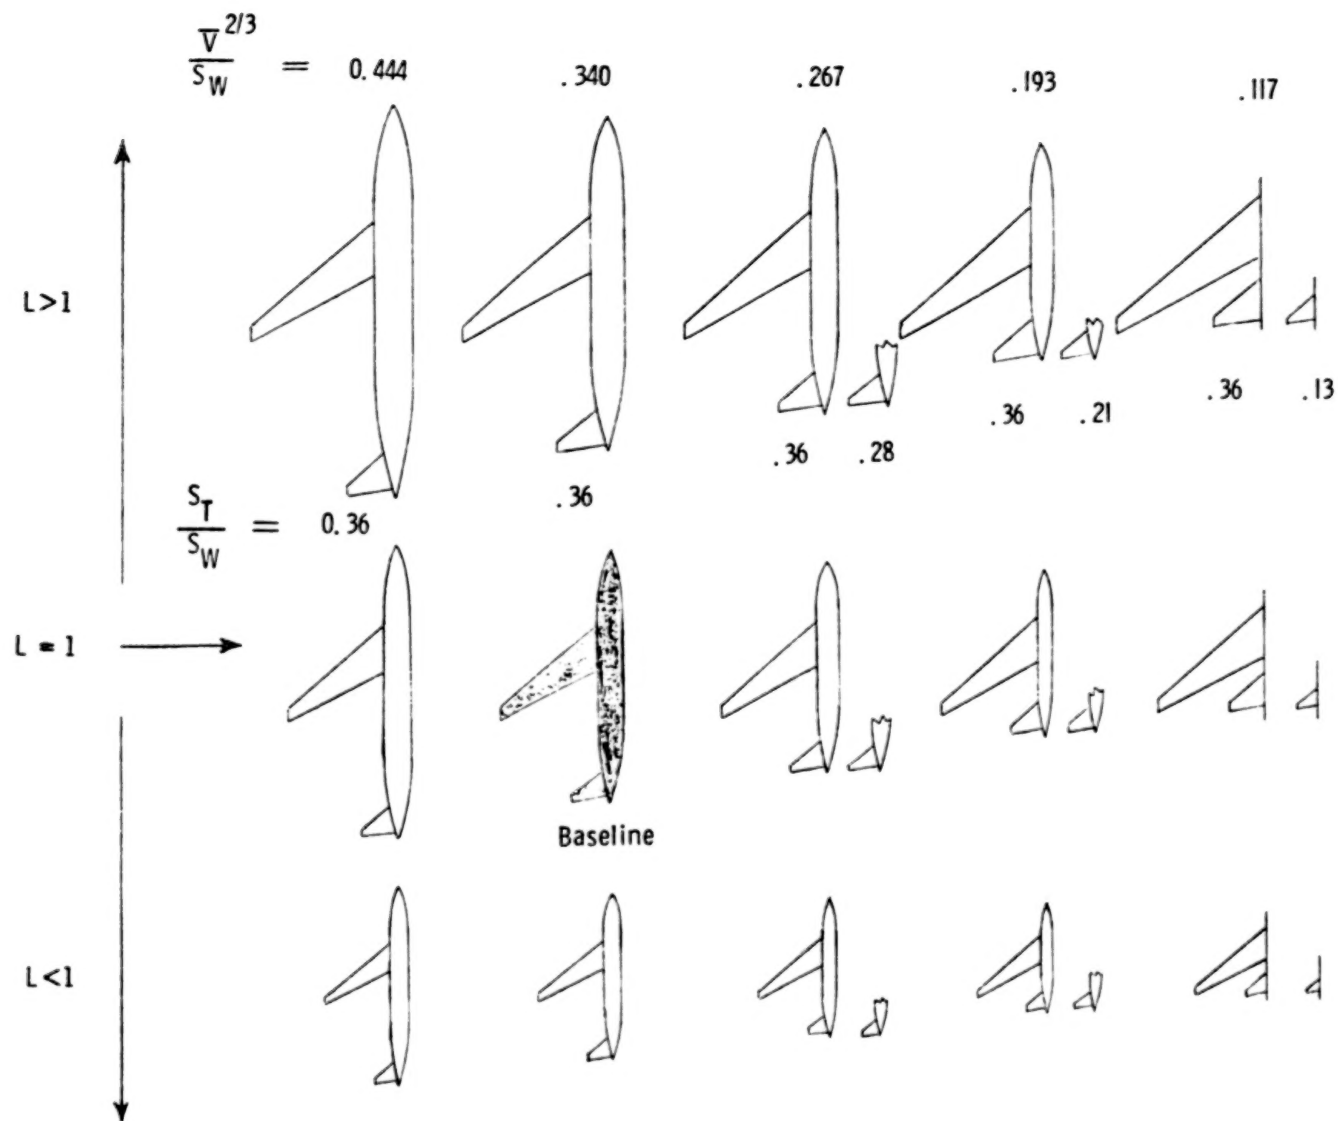 V̅^2/3 / S_W = 0.444 .340 .267 .193 .117
L>1
.36 .21 .36 .13
.36 .28
S_T / S_W = 0.36 .36
L = 1
Baseline
L<1